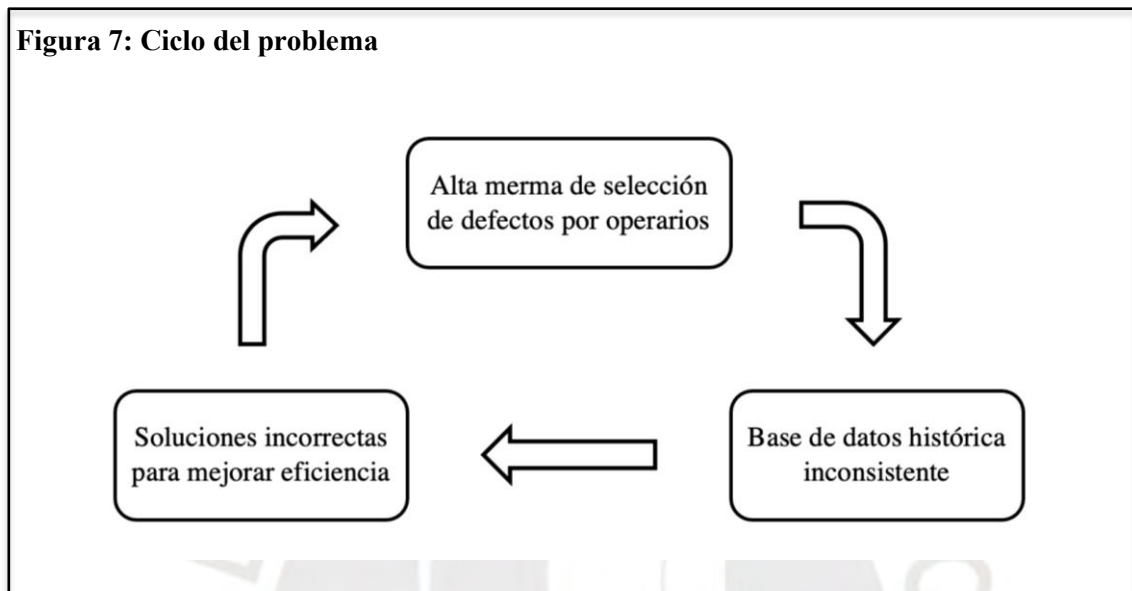 Figura 7: Ciclo del problema
Alta merma de selección
de defectos por operarios
Soluciones incorrectas
para mejorar eficiencia
Base de datos histórica
inconsistente